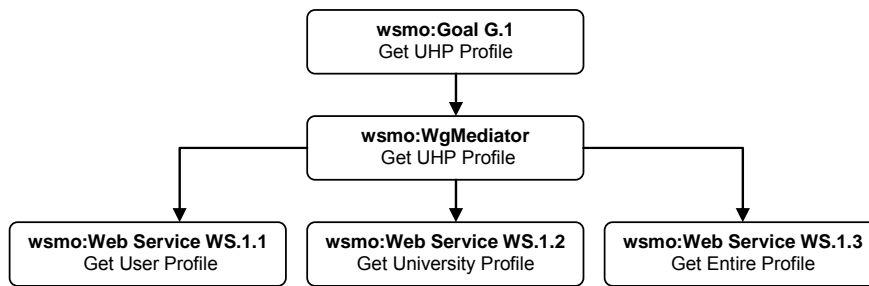 wsmo:Goal G.1
Get UHP Profile
wsmo:WgMediator
Get UHP Profile
wsmo:Web Service WS.1.1
Get User Profile
wsmo:Web Service WS.1.2
Get University Profile
wsmo:Web Service WS.1.3
Get Entire Profile